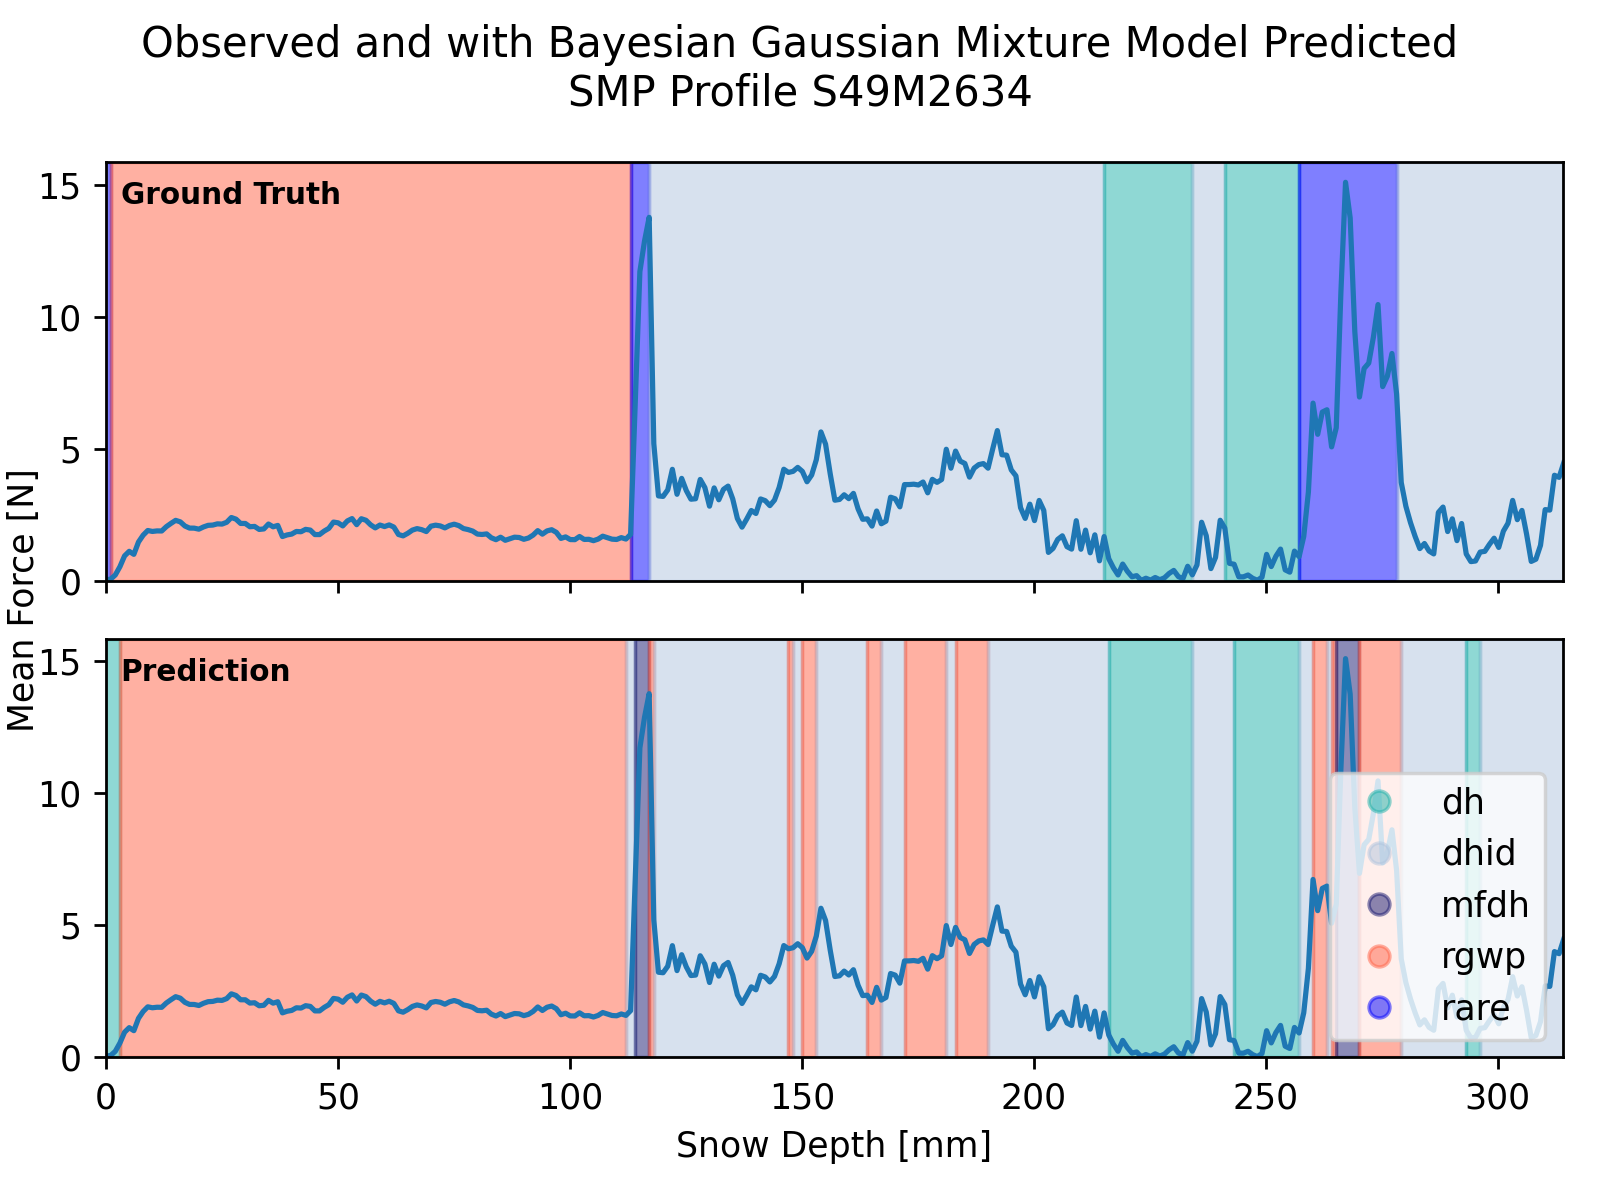 Observed and with Bayesian Gaussian Mixture Model Predicted
SMP Profile S49M2634
Mean Force [N]
15
10
5
0
Ground Truth
15
10
5
0
Prediction
dh
dhid
mfdh
rgwp
rare
0 50 100 150 200 250 300
Snow Depth [mm]